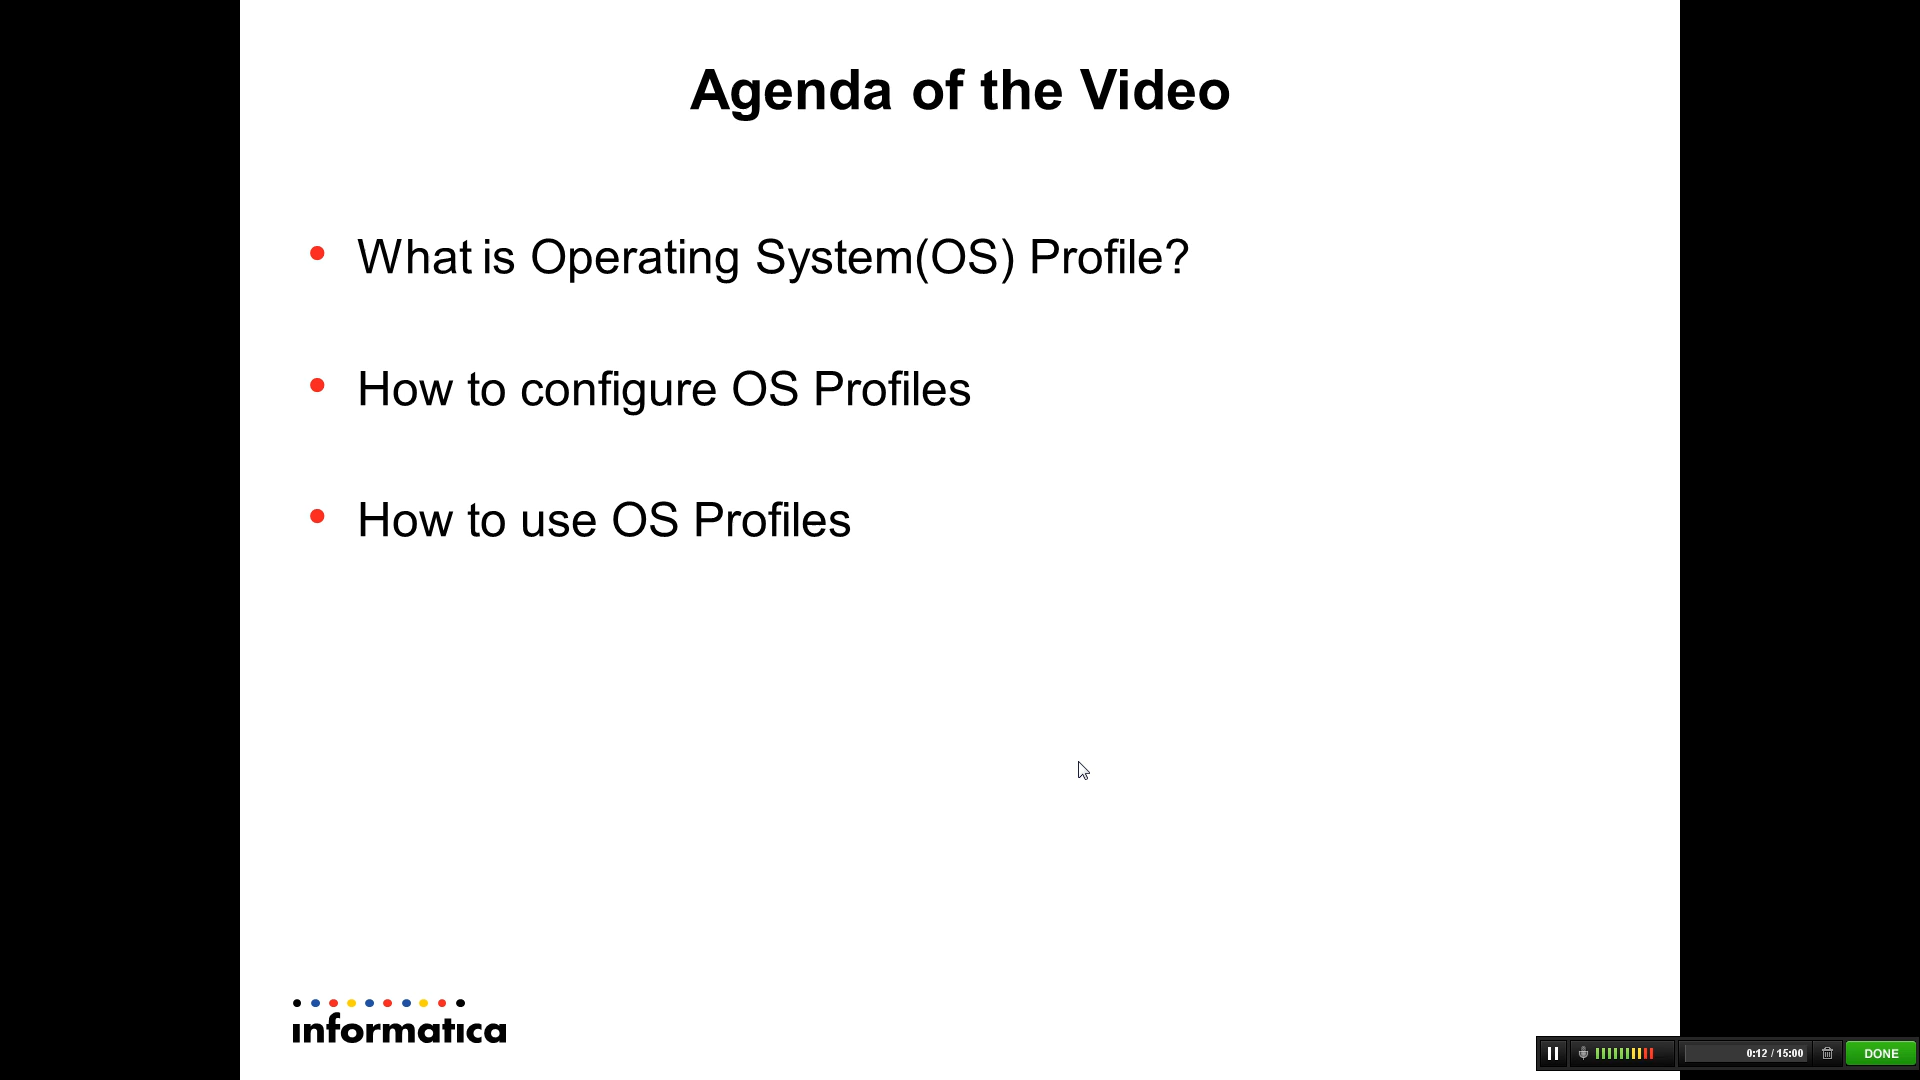 Agenda of the Video
What is Operating System(OS) Profile?
How to configure OS Profiles
How to use OS Profiles
informatica
0:12 / 15:00
DONE